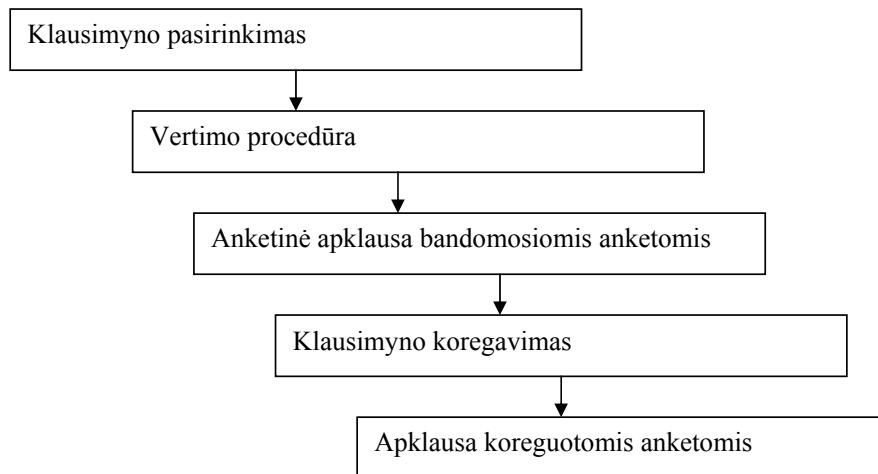 Klausimyno pasirinkimas
Vertimo procedūra
Anketinė apklausa bandomosiomis anketomis
Klausimyno koregavimas
Apklausa koreguotomis anketomis